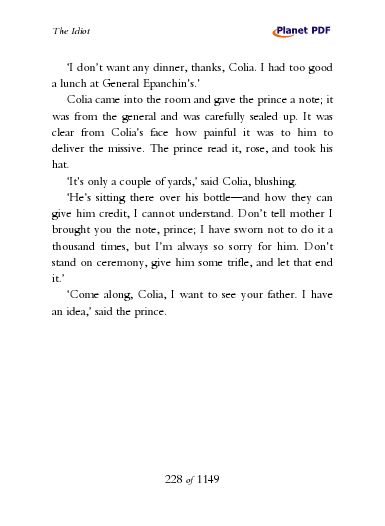 The Idiot
Planet PDF
‘I don’t want any dinner, thanks, Colia. I had too good
a lunch at General Epanchin’s.’
Colia came into the room and gave the prince a note; it
was from the general and was carefully sealed up. It was
clear from Colia’s face how painful it was to him to
deliver the missive. The prince read it, rose, and took his
hat.
‘It’s only a couple of yards,’ said Colia, blushing.
‘He’s sitting there over his bottle—and how they can
give him credit, I cannot understand. Don’t tell mother I
brought you the note, prince; I have sworn not to do it a
thousand times, but I’m always so sorry for him. Don’t
stand on ceremony, give him some trifle, and let that end
it.’
‘Come along, Colia, I want to see your father. I have
an idea,’ said the prince.
228 of 1149